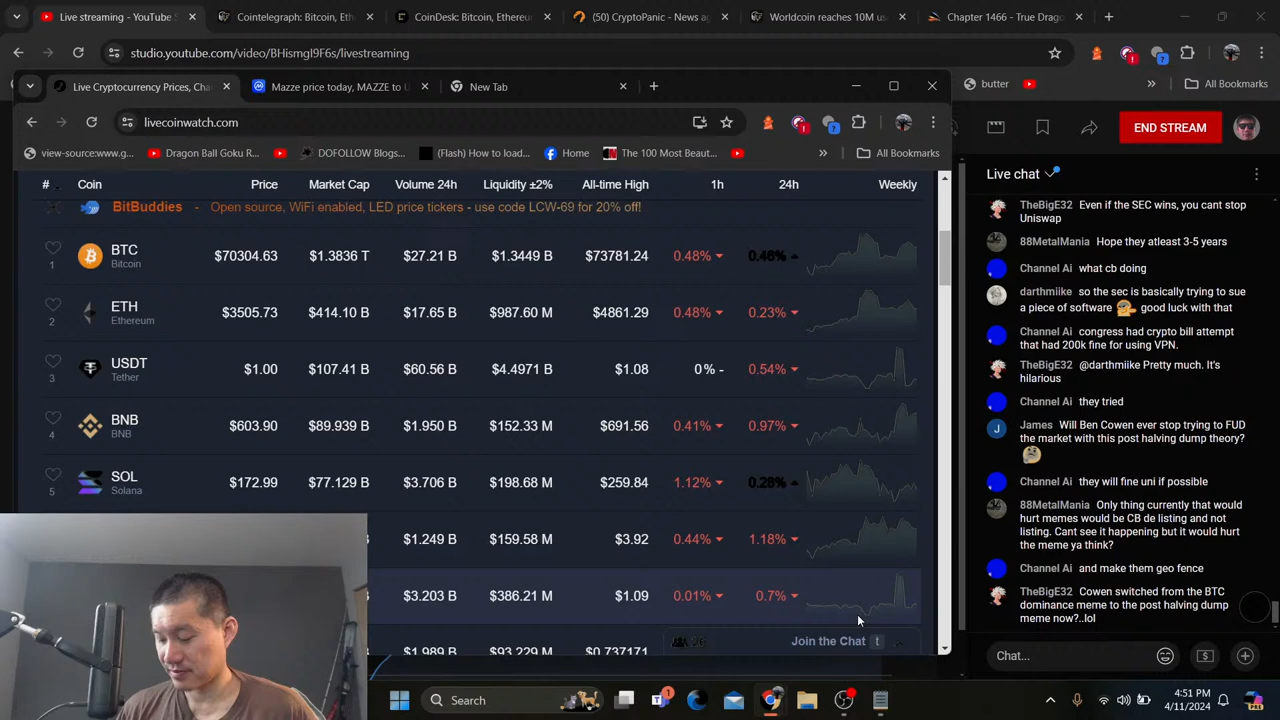 Live streaming - YouTube S
Cointelegraph: Bitcoin, Eth
CoinDesk: Bitcoin, Ethereu
(50) CryptoPanic - News ag
Worldcoin reaches 10M us
Chapter 1466 - True Drago
studio.youtube.com/video/BHismgI9F6s/livestreaming
Live Cryptocurrency Prices, Cha
Mazze price today, MAZZE to U
New Tab
butter
All Bookmarks
livecoinwatch.com
view-source:www.g...
Dragon Ball Goku R...
DOFOLLOW Blogs...
(Flash) How to load...
Home
The 100 Most Beaut...
All Bookmarks
END STREAM
# Coin Price Market Cap Volume 24h Liquidity ±2% All-time High 1h 24h Weekly
BitBuddies - Open source, WiFi enabled, LED price tickers - use code LCW-69 for 20% off!
1 BTC Bitcoin $70304.63 $1.3836 T $27.21 B $1.3449 B $73781.24 0.48% 0.48%
2 ETH Ethereum $3505.73 $414.10 B $17.65 B $987.60 M $4861.29 0.48% 0.23%
3 USDT Tether $1.00 $107.41 B $60.56 B $4.4971 B $1.08 0% - 0.54%
4 BNB BNB $603.90 $89.939 B $1.950 B $152.33 M $691.56 0.41% 0.97%
5 SOL Solana $172.99 $77.129 B $3.706 B $198.68 M $259.84 1.12% 0.28%
$1.249 B $159.58 M $3.92 0.44% 1.18%
$3.203 B $386.21 M $1.09 0.01% 0.7%
$1.989 B $93.229 M $0.737171
Join the Chat t
Live chat
TheBigE32 Even if the SEC wins, you cant stop
Uniswap
88MetalMania Hope they atleast 3-5 years
Channel Ai what cb doing
darthmiike so the sec is basically trying to sue
a piece of software good luck with that
Channel Ai congress had crypto bill attempt
that had 200k fine for using VPN.
TheBigE32 @darthmiike Pretty much. It's
hilarious
Channel Ai they tried
J James Will Ben Cowen ever stop trying to FUD
the market with this post halving dump theory?
Channel Ai they will fine uni if possible
88MetalMania Only thing currently that would
hurt memes would be CB de listing and not
listing. Cant see it happening but it would hurt
the meme ya think?
Channel Ai and make them geo fence
TheBigE32 Cowen switched from the BTC
dominance meme to the post halving dump
meme now?..lol
Chat...
Search
4:51 PM
4/11/2024